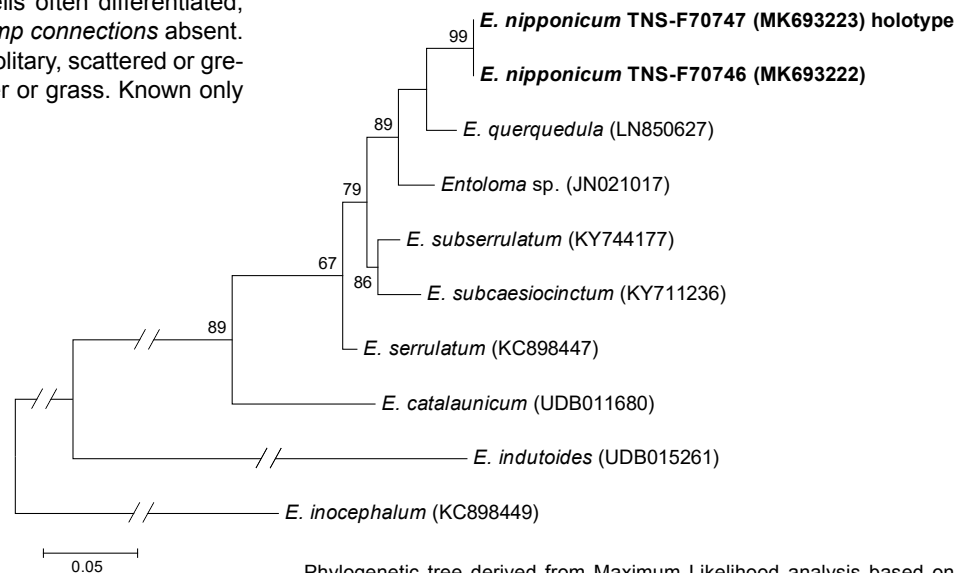 ells often differentiated,
mp connections absent.
olitary, scattered or gre-
er or grass. Known only
E. nipponicum TNS-F70747 (MK693223) holotype
99
E. nipponicum TNS-F70746 (MK693222)
E. querquedula (LN850627)
89
Entoloma sp. (JN021017)
79
E. subserrulatum (KY744177)
67
86
E. subcaesiocinctum (KY711236)
89
E. serrulatum (KC898447)
E. catalaunicum (UDB011680)
E. indutoides (UDB015261)
E. inocephalum (KC898449)
0.05
Phylogenetic tree derived from Maximum Likelihood analysis based on